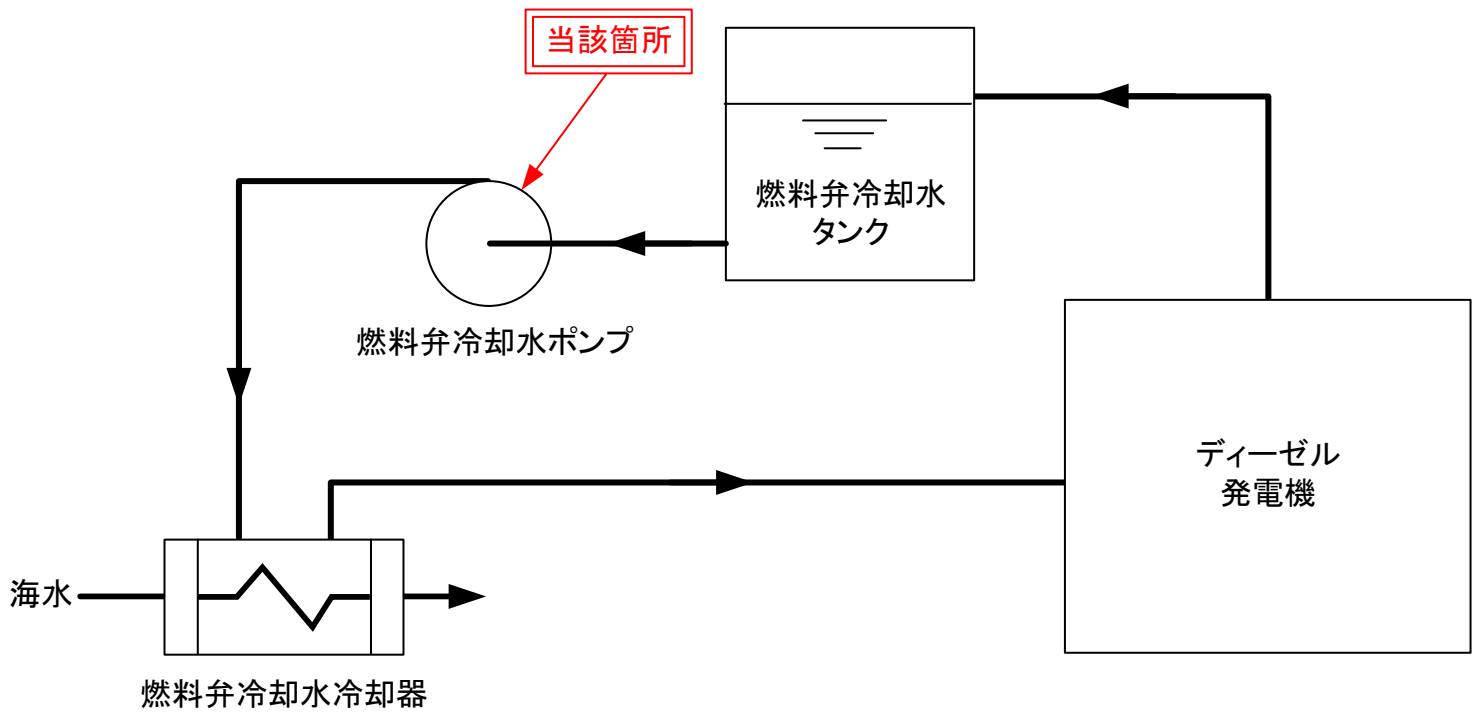 当該箇所
燃料弁冷却水
タンク
燃料弁冷却水ポンプ
ディーゼル
発電機
海水
燃料弁冷却水冷却器